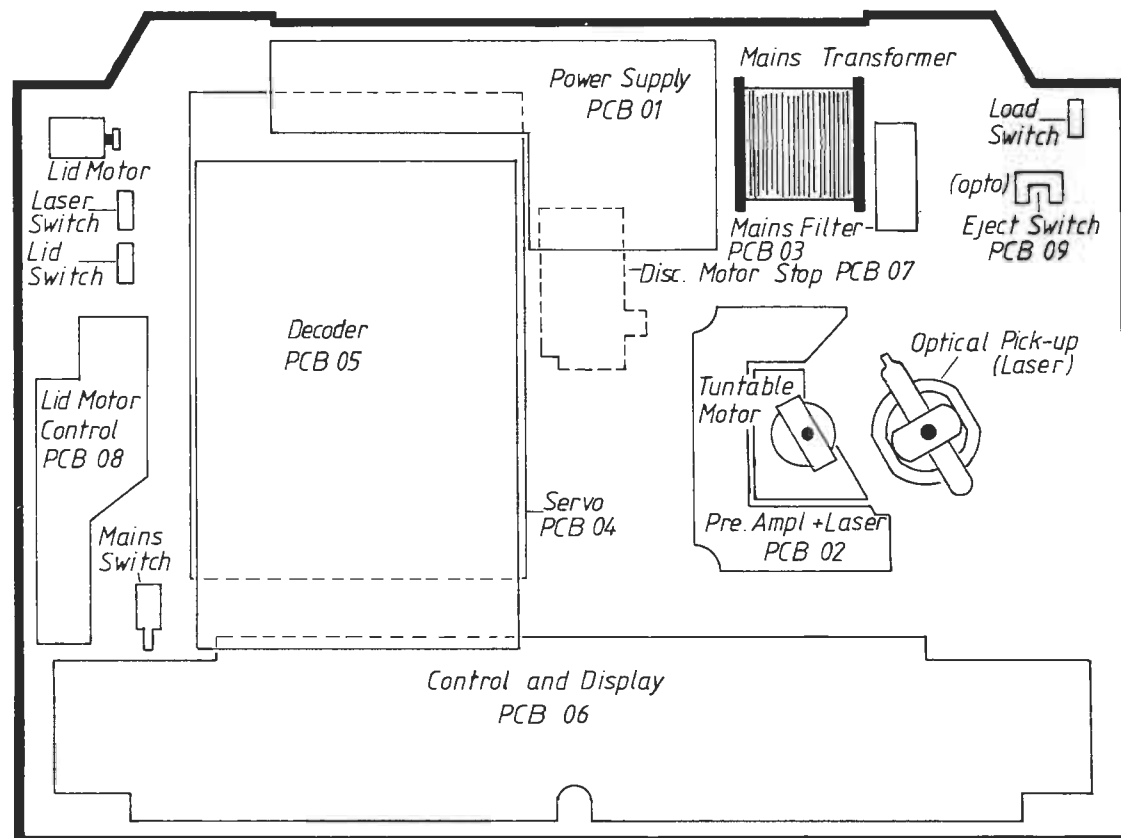 Power Supply
PCB 01
Mains Transformer
Load
Switch
Lid Motor
Laser
Switch
Lid
Switch
(opto)
Eject Switch
PCB 09
Mains Filter-
PCB 03
Disc. Motor Stop PCB 07
Decoder
PCB 05
Optical Pick-up
(Laser)
Tuntable
Motor
Lid Motor
Control
PCB 08
Servo
PCB 04
Pre. Ampl +Laser
PCB 02
Mains
Switch
Control and Display
PCB 06